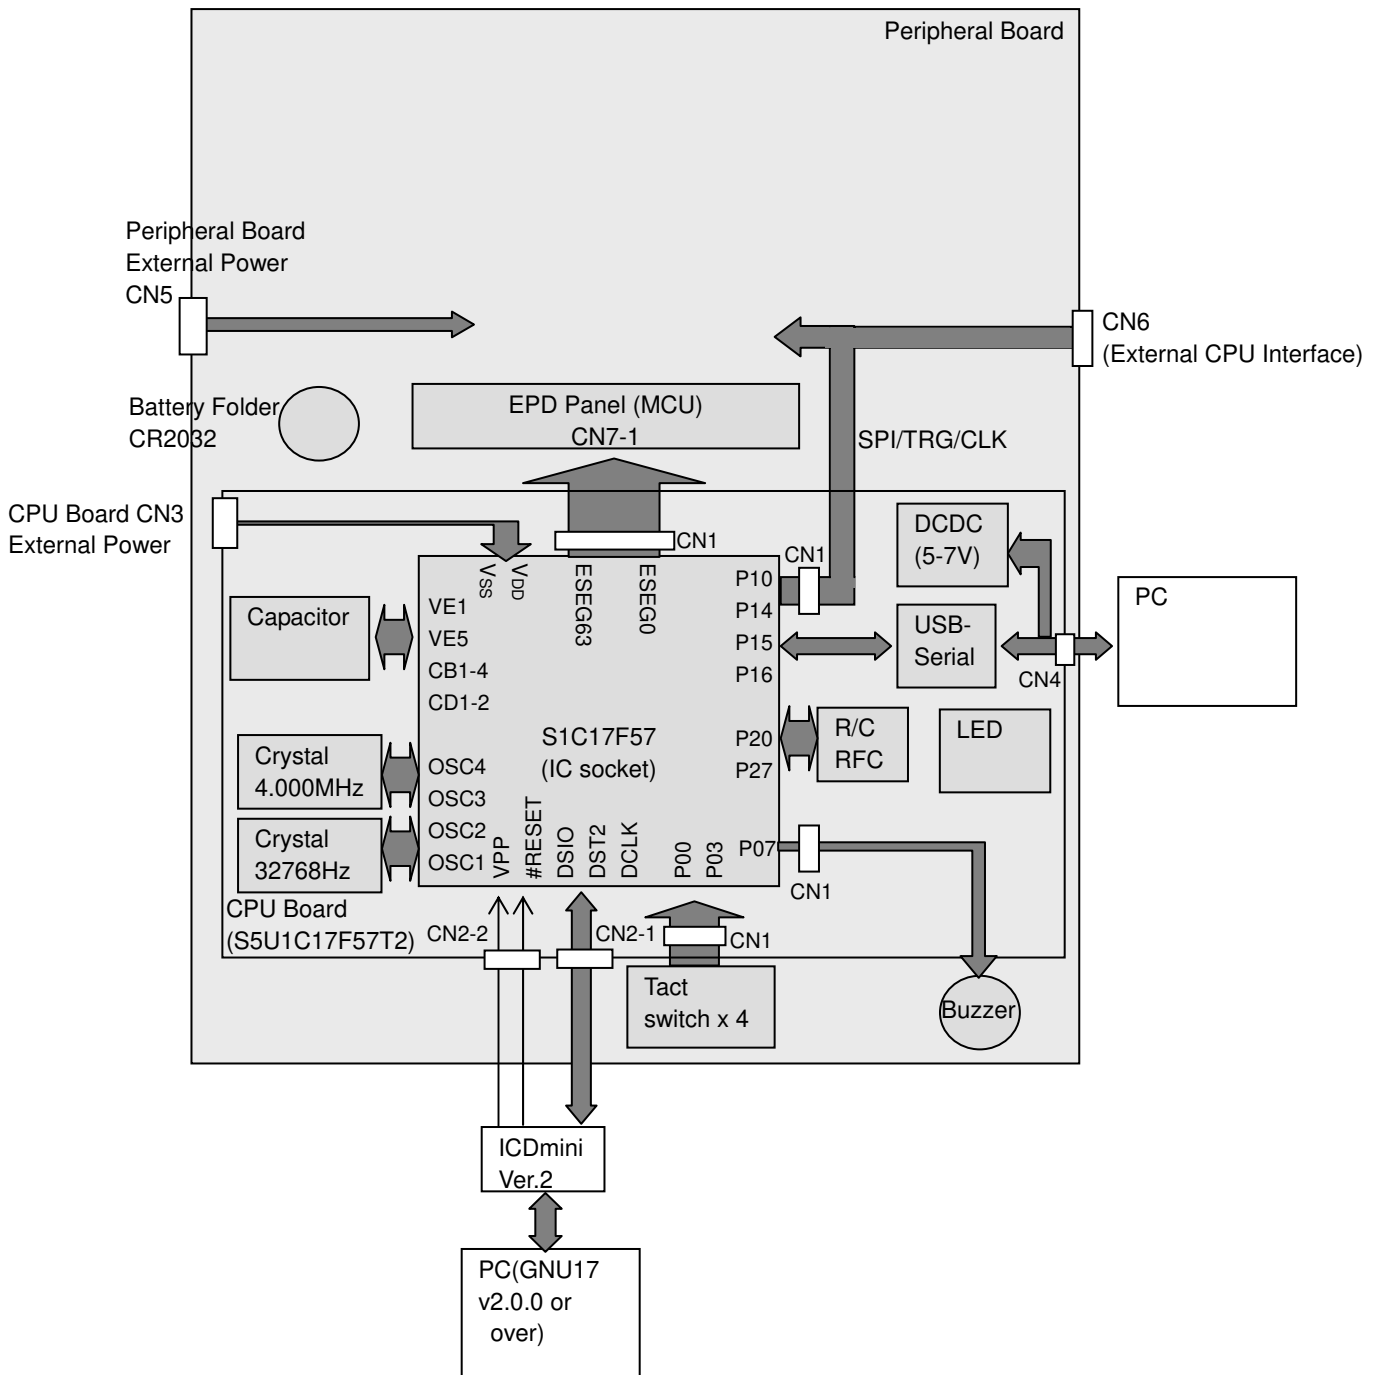 Peripheral Board
Peripheral Board
External Power
CN5
CN6
(External CPU Interface)
Battery Folder
CR2032
EPD Panel (MCU)
CN7-1
SPI/TRG/CLK
CPU Board CN3
External Power
CN1
CN1
DCDC
(5-7V)
PC
VSS
VDD
ESEG63
ESEG0
Capacitor
VE1
VE5
CB1-4
CD1-2
P10
P14
P15
P16
USB-
Serial
CN4
S1C17F57
(IC socket)
P20
P27
R/C
RFC
LED
Crystal
4.000MHz
OSC4
OSC3
Crystal
32768Hz
OSC2
OSC1
VPP
#RESET
DSIO
DST2
DCLK
P00
P03
P07
CN1
CPU Board
(S5U1C17F57T2)
CN2-2
CN2-1
CN1
Tact
switch x 4
Buzzer
ICDmini
Ver.2
PC(GNU17
v2.0.0 or
over)